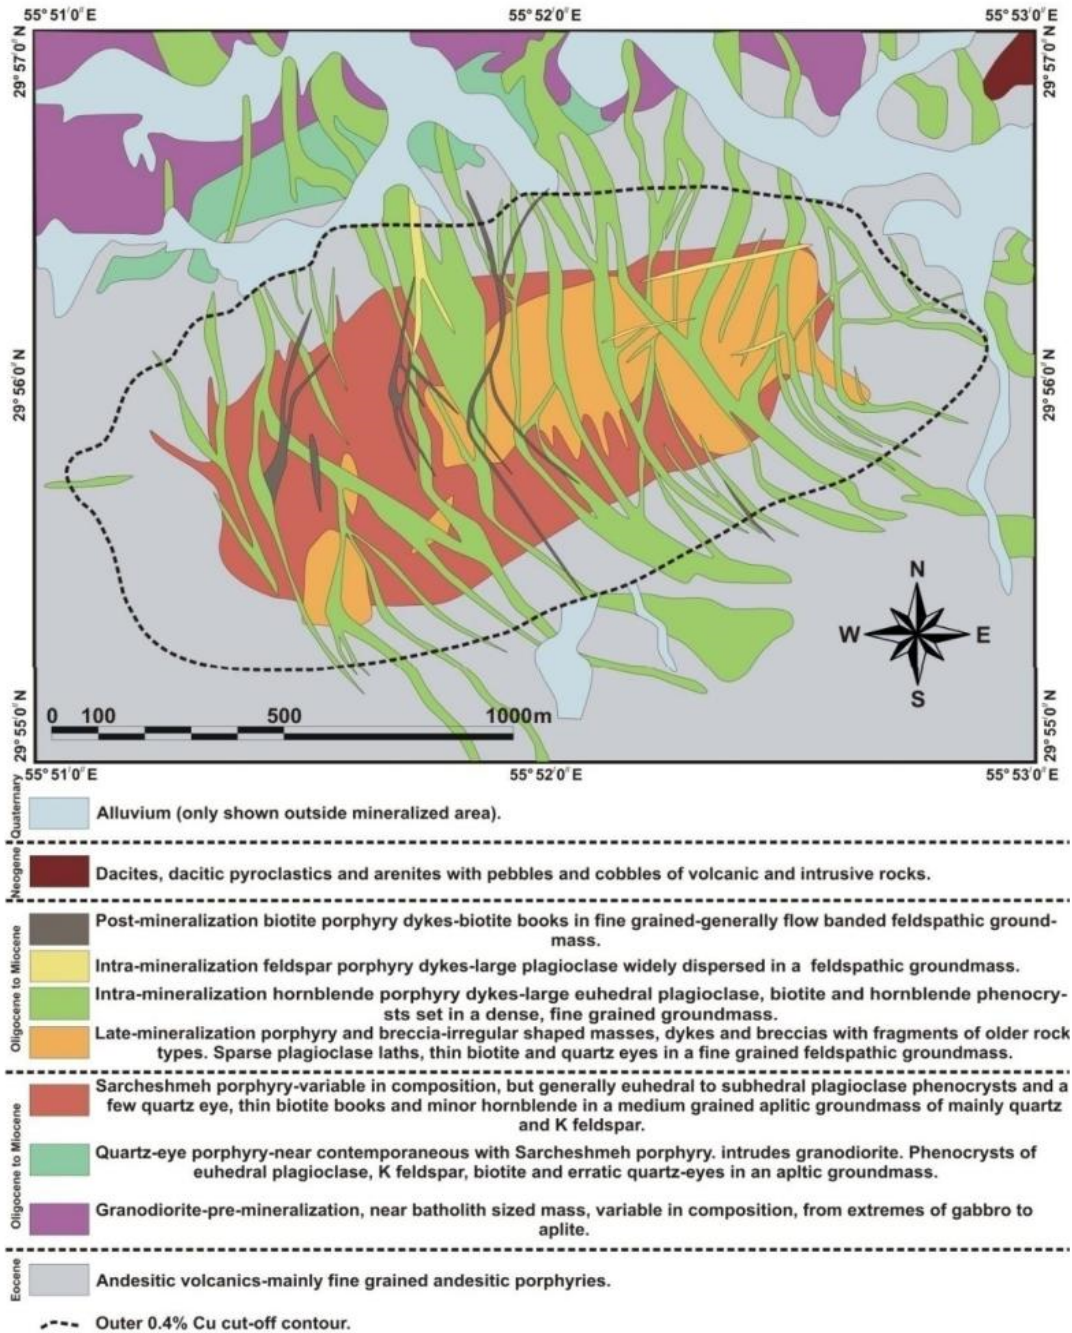 55°51′0″E 55°52′0″E 55°53′0″E
29°57′0″N
29°57′0″N
29°56′0″N
29°56′0″N
29°55′0″N
29°55′0″N
N
W E
S
0 100 500 1000m
55°51′0″E 55°52′0″E 55°53′0″E
Quaternary
Alluvium (only shown outside mineralized area).
Neogene
Dacites, dacitic pyroclastics and arenites with pebbles and cobbles of volcanic and intrusive rocks.
Oligocene to Miocene
Post-mineralization biotite porphyry dykes-biotite books in fine grained-generally flow banded feldspathic ground-
mass.
Intra-mineralization feldspar porphyry dykes-large plagioclase widely dispersed in a feldspathic groundmass.
Intra-mineralization hornblende porphyry dykes-large euhedral plagioclase, biotite and hornblende phenocry-
sts set in a dense, fine grained groundmass.
Late-mineralization porphyry and breccia-irregular shaped masses, dykes and breccias with fragments of older rock
types. Sparse plagioclase laths, thin biotite and quartz eyes in a fine grained feldspathic groundmass.
Oligocene to Miocene
Sarcheshmeh porphyry-variable in composition, but generally euhedral to subhedral plagioclase phenocrysts and a
few quartz eye, thin biotite books and minor hornblende in a medium grained aplitic groundmass of mainly quartz
and K feldspar.
Quartz-eye porphyry-near contemporaneous with Sarcheshmeh porphyry. intrudes granodiorite. Phenocrysts of
euhedral plagioclase, K feldspar, biotite and erratic quartz-eyes in an apltic groundmass.
Granodiorite-pre-mineralization, near batholith sized mass, variable in composition, from extremes of gabbro to
aplite.
Eocene
Andesitic volcanics-mainly fine grained andesitic porphyries.
Outer 0.4% Cu cut-off contour.